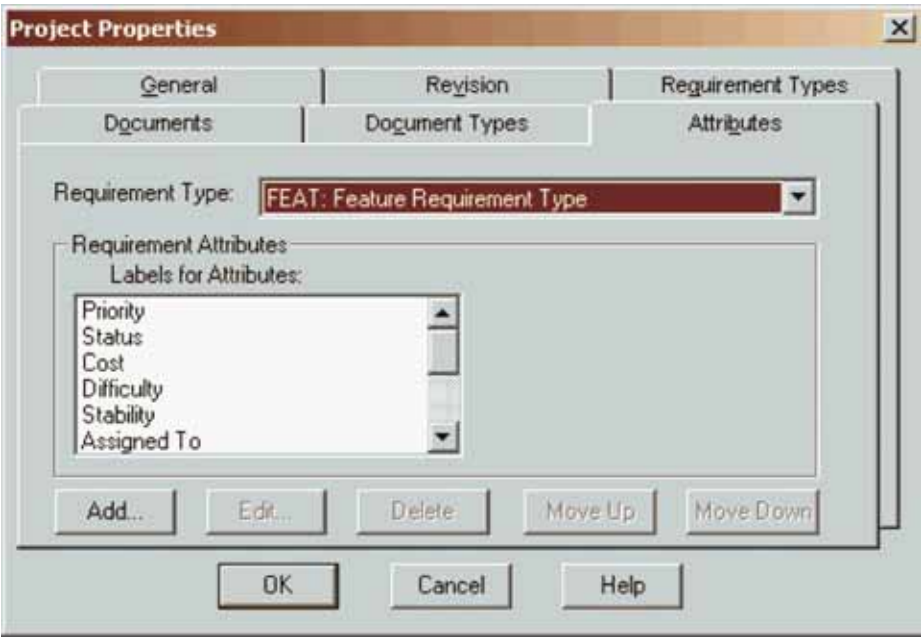 Project Properties
General Revision Requirement Types
Documents Document Types Attributes
Requirement Type: FEAT: Feature Requirement Type
Requirement Attributes
Labels for Attributes:
Priority
Status
Cost
Difficulty
Stability
Assigned To
Add... Edit... Delete Move Up Move Down
OK Cancel Help